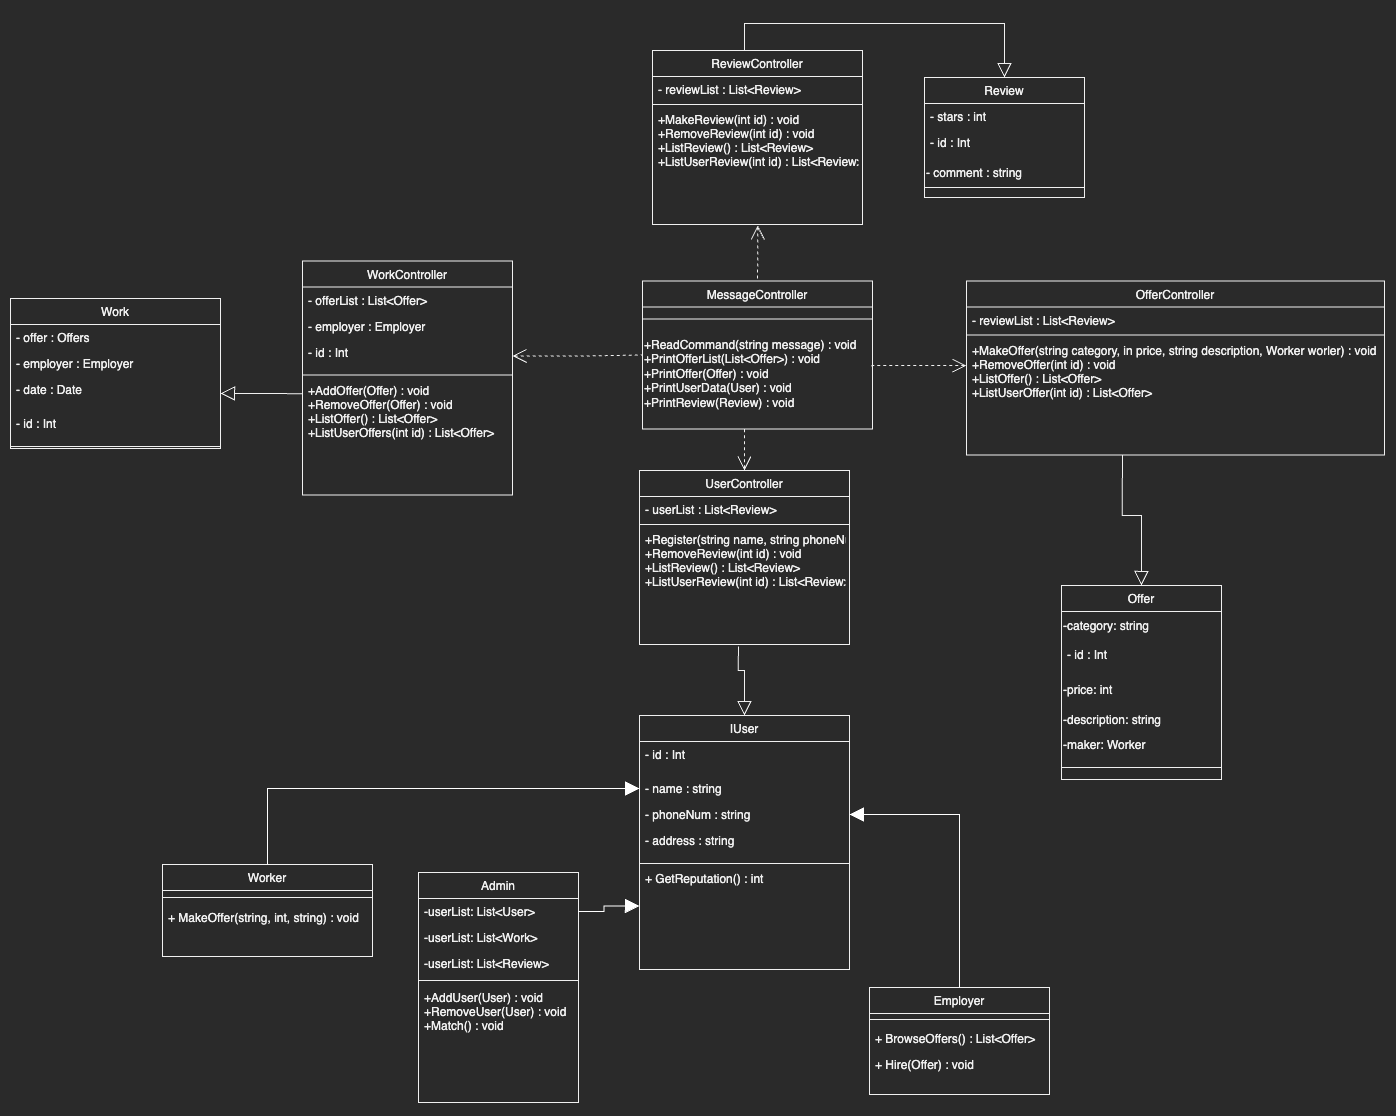 ReviewController
- reviewList : List<Review>
+MakeReview(int id) : void
+RemoveReview(int id) : void
+ListReview() : List<Review>
+ListUserReview(int id) : List<Review:
Review
- stars : int
- id : Int
- comment : string
Work
- offer : Offers
- employer : Employer
- date : Date
- id : Int
WorkController
- offerList : List<Offer>
- employer : Employer
- id : Int
+AddOffer(Offer) : void
+RemoveOffer(Offer) : void
+ListOffer() : List<Offer>
+ListUserOffers(int id) : List<Offer>
MessageController
+ReadCommand(string message) : void
+PrintOfferList(List<Offer>) : void
+PrintOffer(Offer) : void
+PrintUserData(User) : void
+PrintReview(Review) : void
OfferController
- reviewList : List<Review>
+MakeOffer(string category, in price, string description, Worker worler) : void
+RemoveOffer(int id) : void
+ListOffer() : List<Offer>
+ListUserOffer(int id) : List<Offer>
UserController
- userList : List<Review>
+Register(string name, string phoneN
+RemoveReview(int id) : void
+ListReview() : List<Review>
+ListUserReview(int id) : List<Review:
Offer
-category: string
- id : Int
-price: int
-description: string
-maker: Worker
IUser
- id : Int
- name : string
- phoneNum : string
- address : string
+ GetReputation() : int
Worker
+ MakeOffer(string, int, string) : void
Admin
-userList: List<User>
-userList: List<Work>
-userList: List<Review>
+AddUser(User) : void
+RemoveUser(User) : void
+Match() : void
Employer
+ BrowseOffers() : List<Offer>
+ Hire(Offer) : void